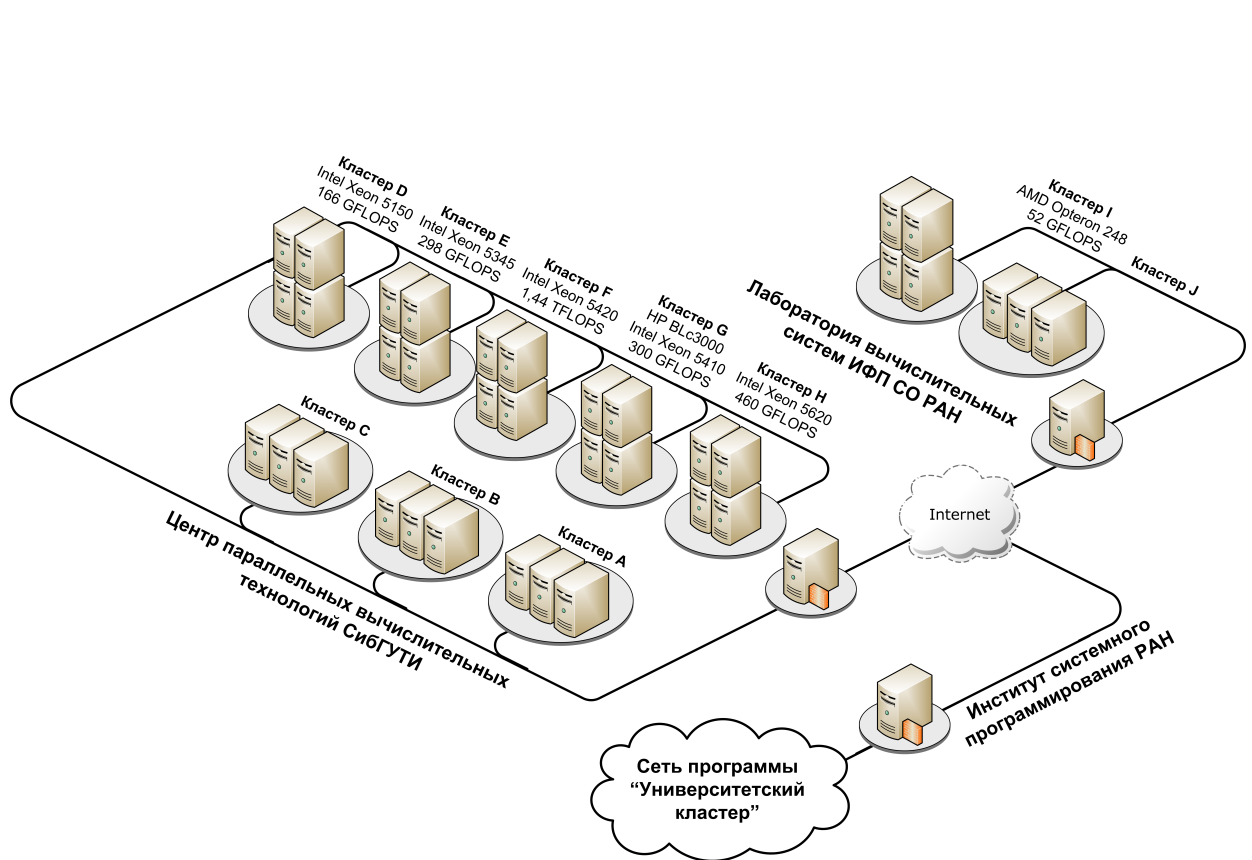 Кластер D
Intel Xeon 5150
166 GFLOPS
Кластер E
Intel Xeon 5345
298 GFLOPS
Кластер F
Intel Xeon 5420
1,44 TFLOPS
Кластер G
HP BLc3000
Intel Xeon 5410
300 GFLOPS
Кластер H
Intel Xeon 5620
460 GFLOPS
Кластер I
AMD Opteron 248
52 GFLOPS
Кластер J
Лаборатория вычислительных
систем ИФП СО РАН
Кластер C
Кластер B
Кластер A
Центр параллельных вычислительных
технологий СибГУТИ
Internet
Институт системного
программирования РАН
Сеть программы
“Университетский
кластер”